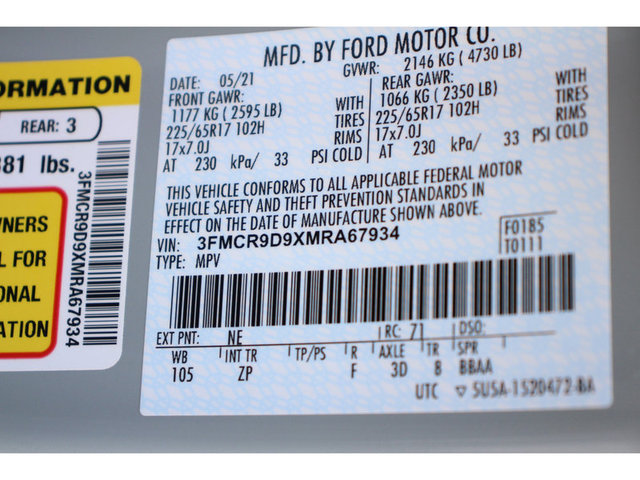 ORMATION
REAR: 3
381 lbs.
3FMCR9D9XMRA67934
WNERS
L FOR
ONAL
ATION
MFD. BY FORD MOTOR CO.
DATE: 05/21 GVWR: 2146 KG ( 4730 LB)
FRONT GAWR: REAR GAWR:
1177 KG ( 2595 LB) WITH 1066 KG ( 2350 LB) WITH
225/65R17 102H TIRES 225/65R17 102H TIRES
17x7.0J RIMS 17x7.0J RIMS
AT 230 kPa/ 33 PSI COLD AT 230 kPa/ 33 PSI COLD
THIS VEHICLE CONFORMS TO ALL APPLICABLE FEDERAL MOTOR
VEHICLE SAFETY AND THEFT PREVENTION STANDARDS IN
EFFECT ON THE DATE OF MANUFACTURE SHOWN ABOVE.
VIN: 3FMCR9D9XMRA67934 F0185
TYPE: MPV T0111
EXT PNT: NE RC: 71 DSO:
WB INT TR TP/PS R AXLE TR SPR
105 ZP F 3D 8 BBAA
UTC ▽ 5U5A-1520472-BA